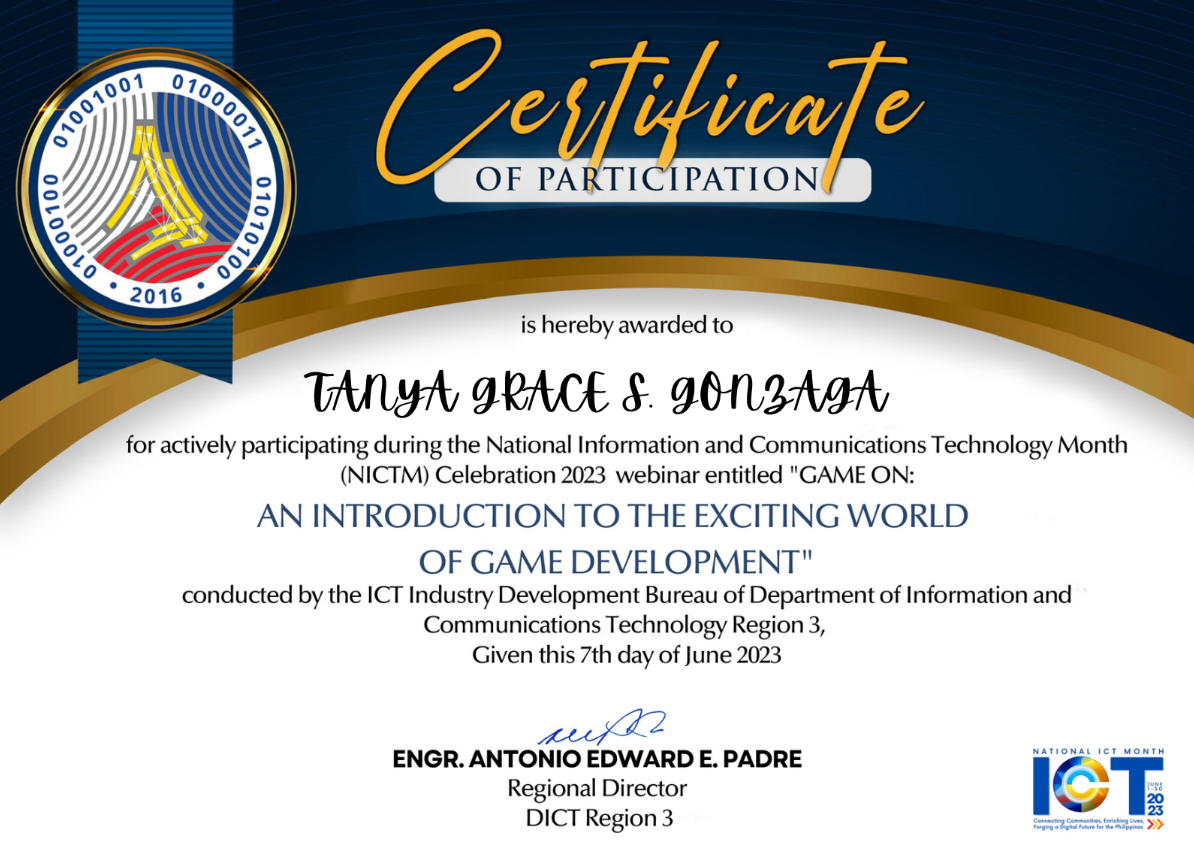 01001001 01000011
01010100
01000100
• 2016 •
Certificate
OF PARTICIPATION
is hereby awarded to
TANYA GRACE S. GONZAGA
for actively participating during the National Information and Communications Technology Month
(NICTM) Celebration 2023 webinar entitled "GAME ON:
AN INTRODUCTION TO THE EXCITING WORLD
OF GAME DEVELOPMENT"
conducted by the ICT Industry Development Bureau of Department of Information and
Communications Technology Region 3,
Given this 7th day of June 2023
ENGR. ANTONIO EDWARD E. PADRE
Regional Director
DICT Region 3
NATIONAL ICT MONTH
ICT
JUNE
1-30
20
23
Connecting Communities, Enriching Lives,
Forging a Digital Future for the Philippines